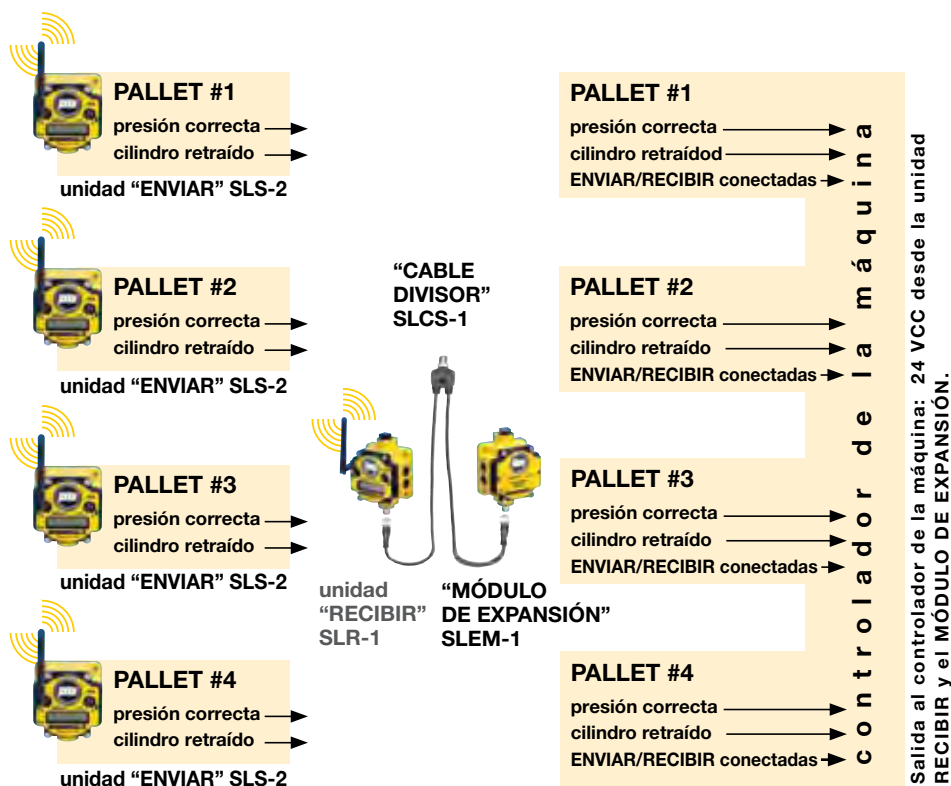 PALLET #1
presión correcta
cilindro retraído
unidad “ENVIAR” SLS-2
PALLET #2
presión correcta
cilindro retraído
unidad “ENVIAR” SLS-2
PALLET #3
presión correcta
cilindro retraído
unidad “ENVIAR” SLS-2
PALLET #4
presión correcta
cilindro retraído
unidad “ENVIAR” SLS-2
“CABLE
DIVISOR”
SLCS-1
unidad
“RECIBIR”
SLR-1
“MÓDULO
DE EXPANSIÓN”
SLEM-1
PALLET #1
presión correcta
cilindro retraídod
ENVIAR/RECIBIR conectadas
PALLET #2
presión correcta
cilindro retraído
ENVIAR/RECIBIR conectadas
PALLET #3
presión correcta
cilindro retraído
ENVIAR/RECIBIR conectadas
PALLET #4
presión correcta
cilindro retraído
ENVIAR/RECIBIR conectadas
controlador de la máquina
Salida al controlador de la máquina: 24 VCC desde la unidad
RECIBIR y el MÓDULO DE EXPANSIÓN.